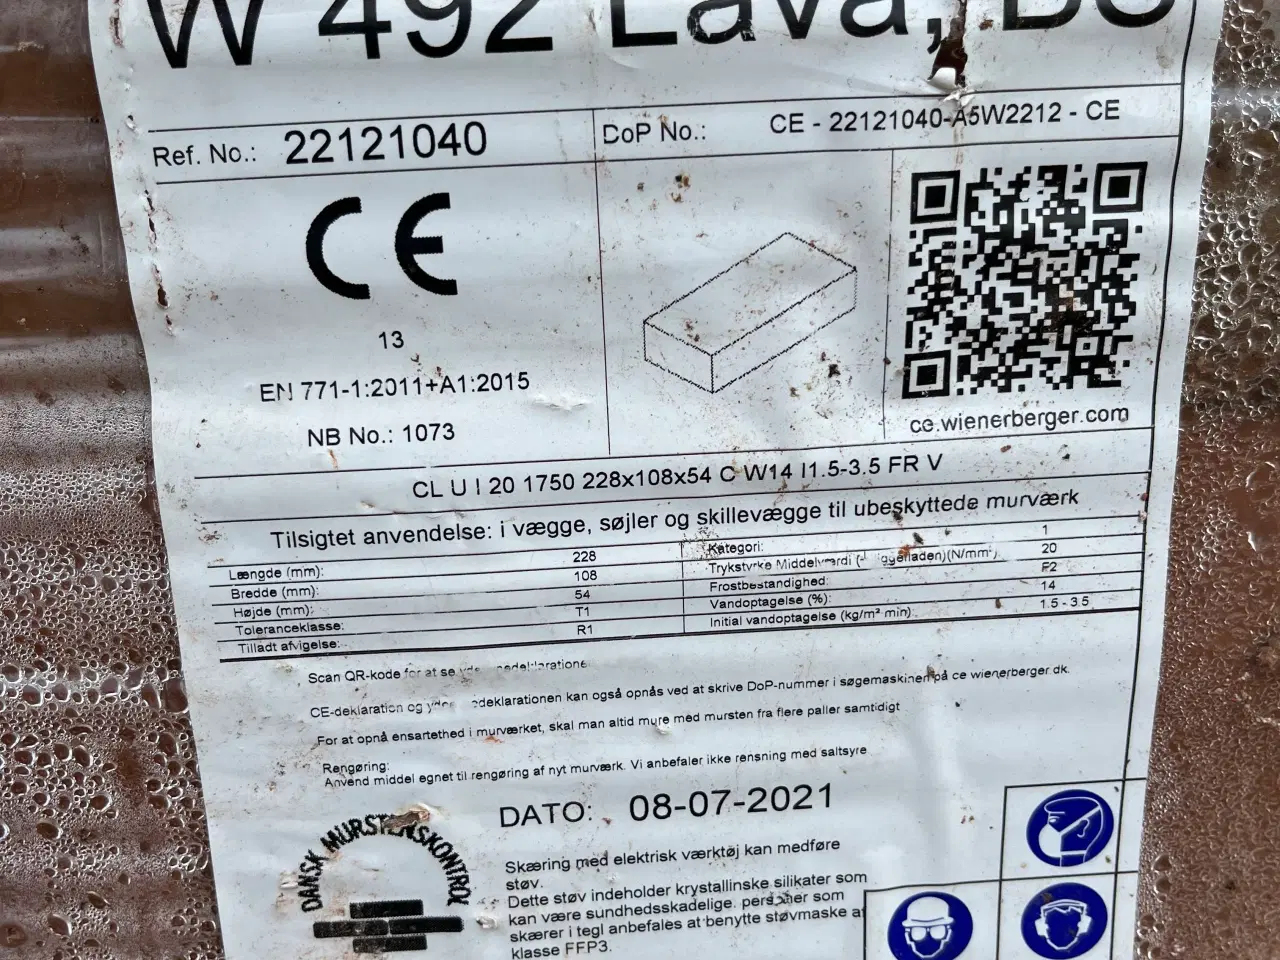 W 492 Lava,
Ref. No.: 22121040
DoP No.: CE - 22121040-A5W2212 - CE
CE
13
EN 771-1:2011+A1:2015
NB No.: 1073
ce.wienerberger.com
CL U I 20 1750 228x108x54 C W14 I1.5-3.5 FR V
Tilsigtet anvendelse: i vægge, søjler og skillevægge til ubeskyttede murværk
Længde (mm): 228
Bredde (mm): 108
Højde (mm): 54
Toleranceklasse: T1
Tilladt afvigelse: R1
Kategori: 1
Trykstyrke Middelværdi (N/mm²) 20
Frostbestandighed: F2
Vandoptagelse (%): 14
Initial vandoptagelse (kg/m² min): 1.5 - 3.5
Scan QR-kode for at se
CE-deklaration og deklarationen kan også opnås ved at skrive DoP-nummer i søgemaskinen på ce wienerberger dk.
For at opnå ensartethed i murværket, skal man altid mure med mursten fra flere paller samtidigt
Rengøring:
Anvend middel egnet til rengøring af nyt murværk. Vi anbefaler ikke rensning med saltsyre
DATO: 08-07-2021
DANSK MURSTENSKONTROL
Skæring med elektrisk værktøj kan medføre
støv.
Dette støv indeholder krystallinske silikater som
kan være sundhedsskadelige. personer som
skærer i tegl anbefales at benytte støvmaske af
klasse FFP3.